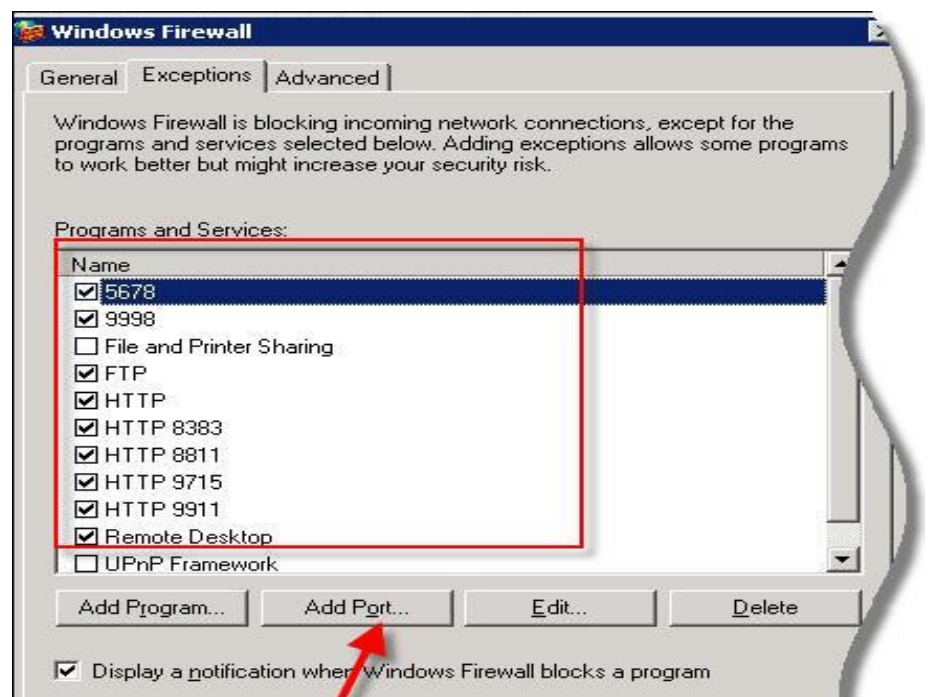 Windows Firewall
General Exceptions Advanced
Windows Firewall is blocking incoming network connections, except for the
programs and services selected below. Adding exceptions allows some programs
to work better but might increase your security risk.
Programs and Services:
Name
5678
9998
File and Printer Sharing
FTP
HTTP
HTTP 8383
HTTP 8811
HTTP 9715
HTTP 9911
Remote Desktop
UPnP Framework
Add Program... Add Port... Edit... Delete
Display a notification when Windows Firewall blocks a program